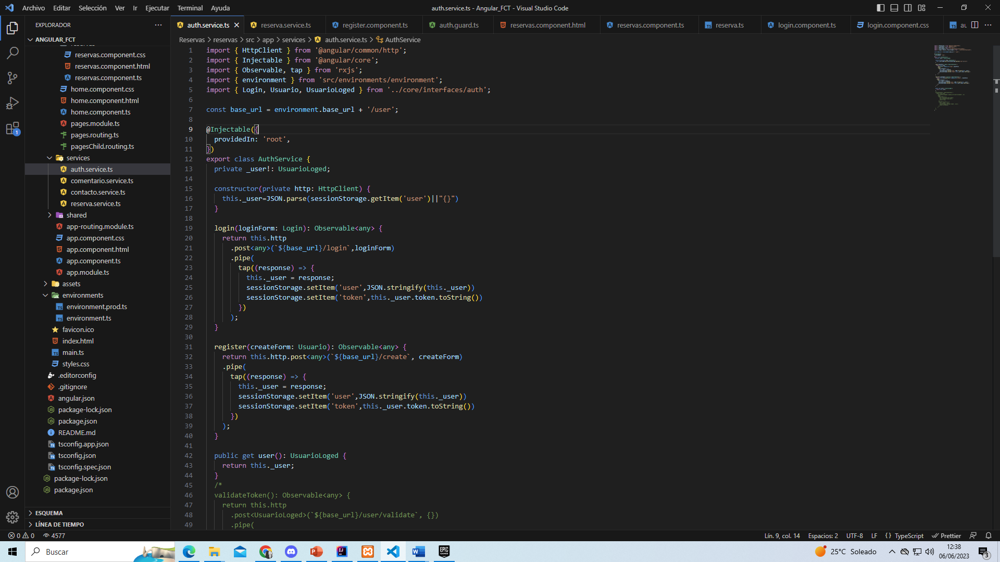 Archivo Editar Selección Ver Ir Ejecutar Terminal Ayuda
auth.service.ts - Angular_FCT - Visual Studio Code
EXPLORADOR
auth.service.ts reserva.service.ts register.component.ts auth.guard.ts reservas.component.html reservas.component.ts reserva.ts login.component.ts login.component.css
ANGULAR_FCT
Reservas > reservas > src > app > services > auth.service.ts > AuthService
reservas.component.css
reservas.component.html
reservas.component.ts
home.component.css
home.component.html
home.component.ts
pages.module.ts
pages.routing.ts
pagesChild.routing.ts
services
auth.service.ts
comentario.service.ts
contacto.service.ts
reserva.service.ts
shared
app-routing.module.ts
app.component.css
app.component.html
app.component.ts
app.module.ts
assets
environments
environment.prod.ts
environment.ts
favicon.ico
index.html
main.ts
styles.css
.editorconfig
.gitignore
angular.json
package-lock.json
package.json
README.md
tsconfig.app.json
tsconfig.json
tsconfig.spec.json
package-lock.json
package.json
ESQUEMA
LÍNEA DE TIEMPO
1 import { HttpClient } from '@angular/common/http';
2 import { Injectable } from '@angular/core';
3 import { Observable, tap } from 'rxjs';
4 import { environment } from 'src/environments/environment';
5 import { Login, Usuario, UsuarioLoged } from '../core/interfaces/auth';
6
7 const base_url = environment.base_url + '/user';
8
9 @Injectable({
10 providedIn: 'root',
11 })
12 export class AuthService {
13 private _user!: UsuarioLoged;
14
15 constructor(private http: HttpClient) {
16 this._user=JSON.parse(sessionStorage.getItem('user')||"{}")
17 }
18
19 login(loginForm: Login): Observable<any> {
20 return this.http
21 .post<any>(`${base_url}/login`,loginForm)
22 .pipe(
23 tap((response) => {
24 this._user = response;
25 sessionStorage.setItem('user',JSON.stringify(this._user))
26 sessionStorage.setItem('token',this._user.token.toString())
27 })
28 );
29 }
30
31 register(createForm: Usuario): Observable<any> {
32 return this.http.post<any>(`${base_url}/create`, createForm)
33 .pipe(
34 tap((response) => {
35 this._user = response;
36 sessionStorage.setItem('user',JSON.stringify(this._user))
37 sessionStorage.setItem('token',this._user.token.toString())
38 })
39 );
40 }
41
42 public get user(): UsuarioLoged {
43 return this._user;
44 }
45 /*
46 validateToken(): Observable<any> {
47 return this.http
48 .post<UsuarioLoged>(`${base_url}/user/validate`, {})
49 .pipe(
0 0 4577
Lín. 9, col. 14 Espacios: 2 UTF-8 LF {} TypeScript Prettier
Buscar
25°C Soleado
12:38
06/06/2023
3